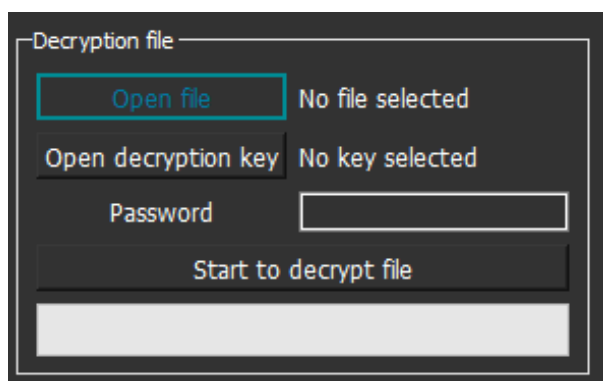 Decryption file
Open file No file selected
Open decryption key No key selected
Password
Start to decrypt file